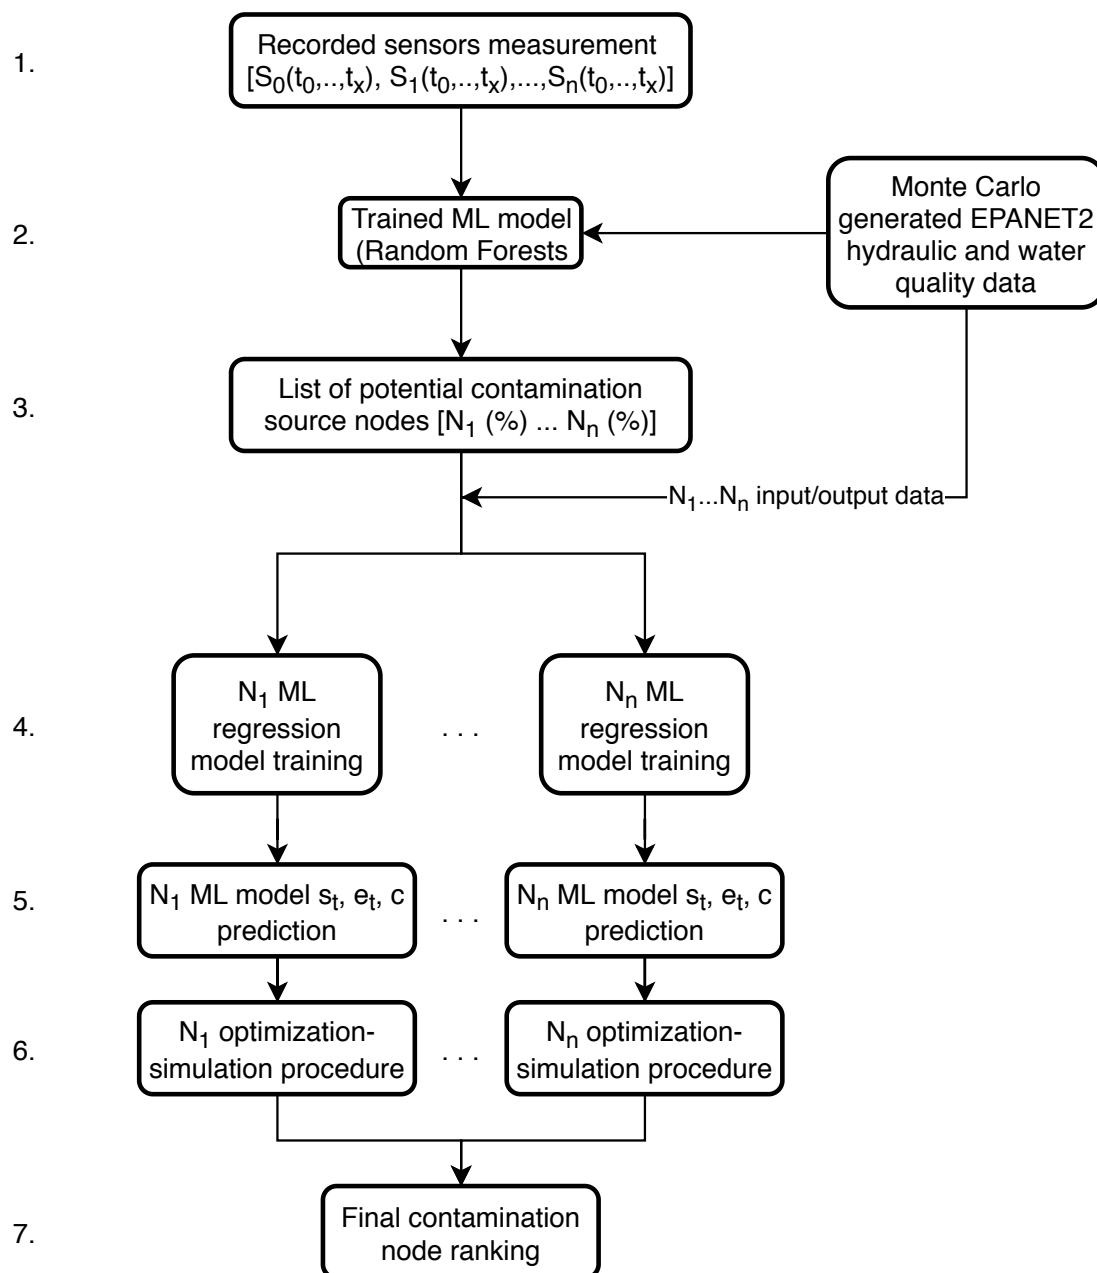 1.
Recorded sensors measurement
[S0(t0,..,tx), S1(t0,..,tx),...,Sn(t0,..,tx)]
2.
Trained ML model
(Random Forests
Monte Carlo
generated EPANET2
hydraulic and water
quality data
3.
List of potential contamination
source nodes [N1 (%) ... Nn (%)]
N1...Nn input/output data
4.
N1 ML
regression
model training
. . .
Nn ML
regression
model training
5.
N1 ML model st, et, c
prediction
. . .
Nn ML model st, et, c
prediction
6.
N1 optimization-
simulation procedure
. . .
Nn optimization-
simulation procedure
7.
Final contamination
node ranking